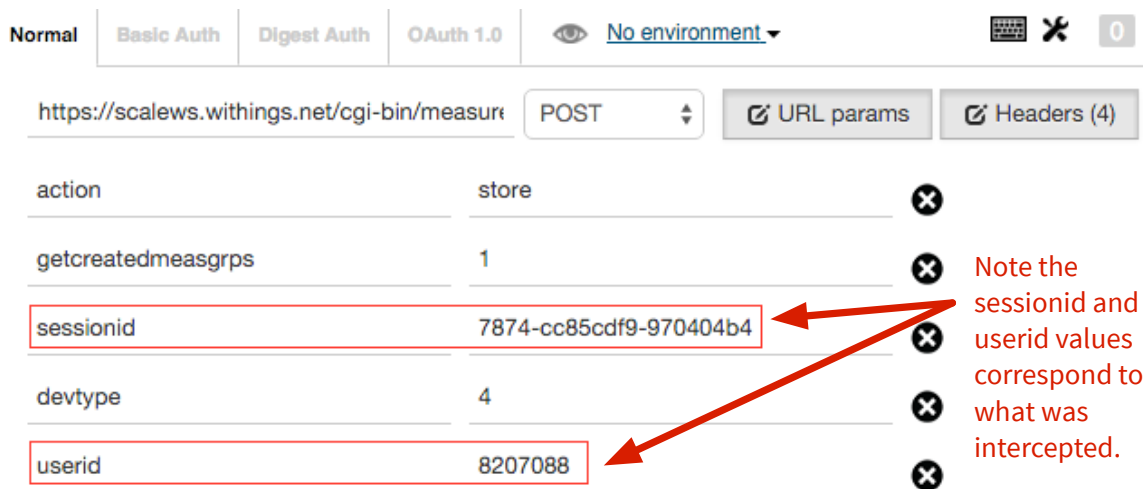 Normal Basic Auth Digest Auth OAuth 1.0 No environment 0
https://scalews.withings.net/cgi-bin/measure POST URL params Headers (4)
action store
getcreatedmeasgrps 1
Note the
sessionid and
userid values
correspond to
what was
intercepted.
sessionid 7874-cc85cdf9-970404b4
devtype 4
userid 8207088